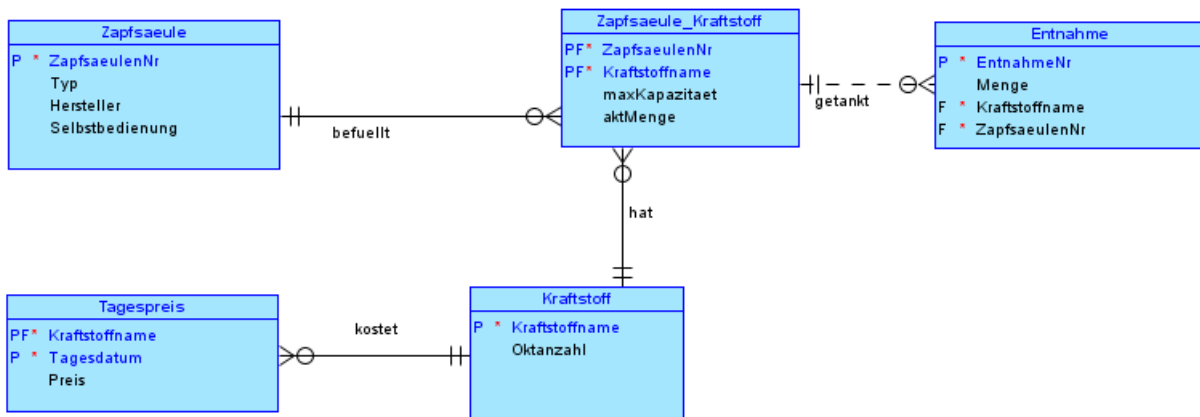 Zapfsaeule
P * ZapfsaeulenNr
Typ
Hersteller
Selbstbedienung
befuellt
Zapfsaeule_Kraftstoff
PF* ZapfsaeulenNr
PF* Kraftstoffname
maxKapazitaet
aktMenge
getankt
Entnahme
P * EntnahmeNr
Menge
F * Kraftstoffname
F * ZapfsaeulenNr
hat
Tagespreis
PF* Kraftstoffname
P * Tagesdatum
Preis
kostet
Kraftstoff
P * Kraftstoffname
Oktanzahl